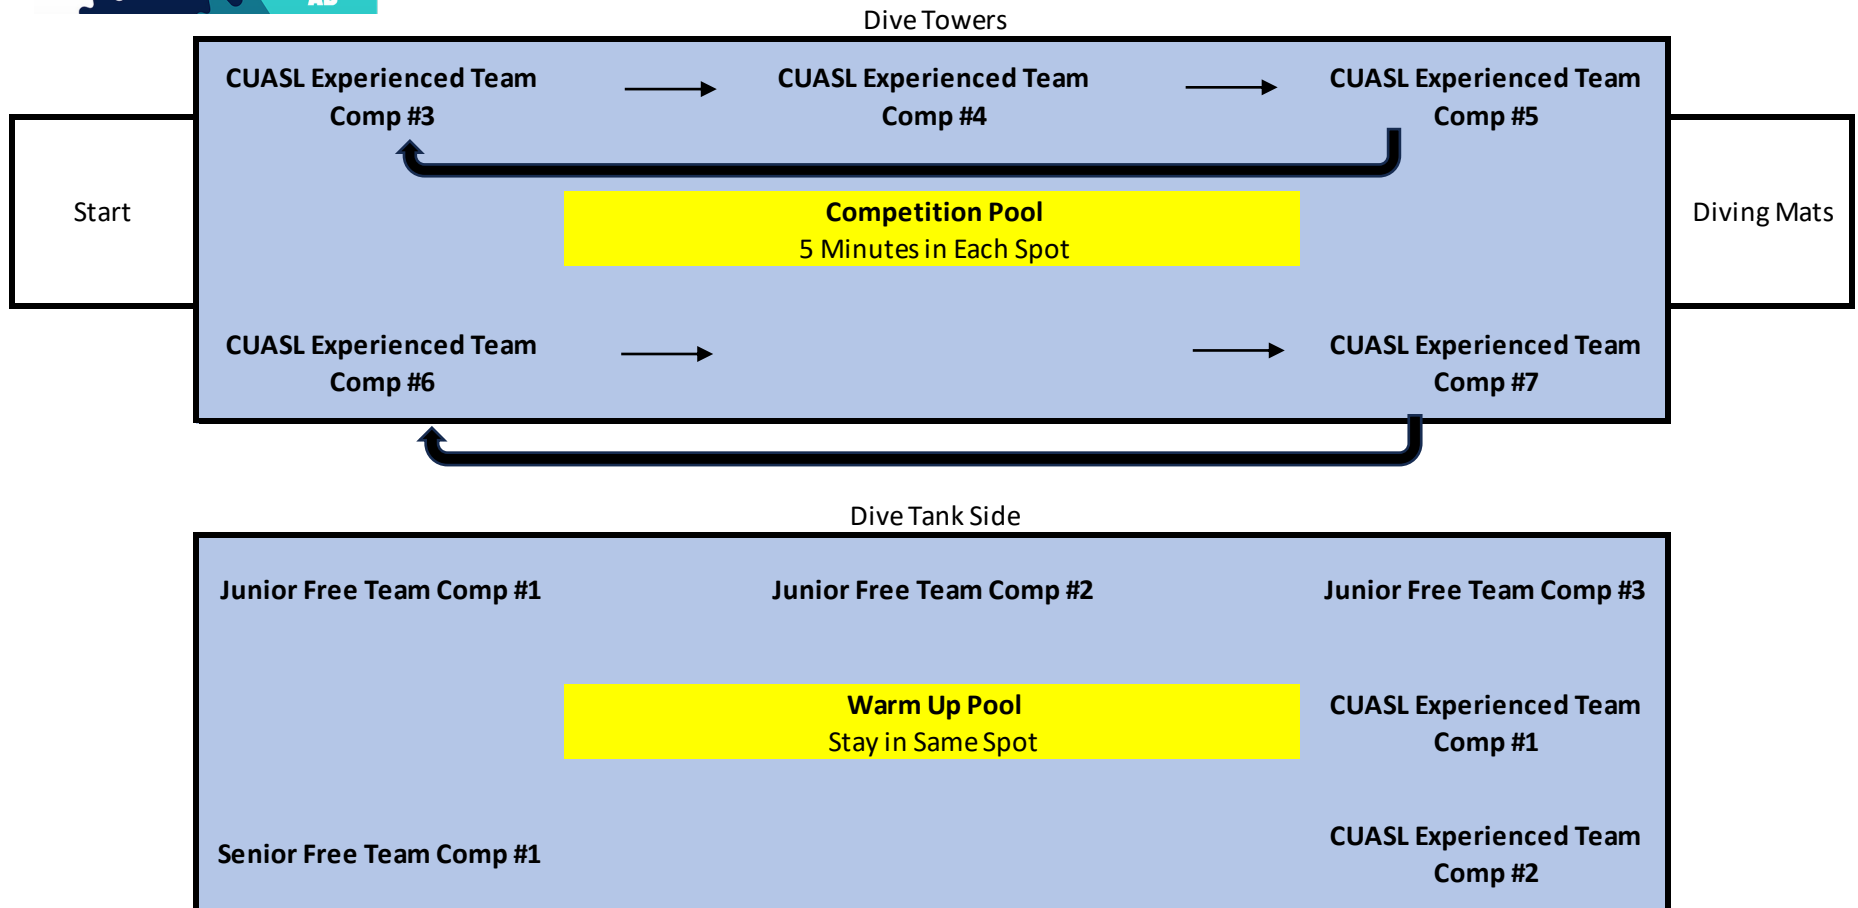 AB
Dive Towers
CUASL Experienced Team
Comp #3
CUASL Experienced Team
Comp #4
CUASL Experienced Team
Comp #5
Start
Competition Pool
5 Minutes in Each Spot
Diving Mats
CUASL Experienced Team
Comp #6
CUASL Experienced Team
Comp #7
Dive Tank Side
Junior Free Team Comp #1
Junior Free Team Comp #2
Junior Free Team Comp #3
Warm Up Pool
Stay in Same Spot
CUASL Experienced Team
Comp #1
Senior Free Team Comp #1
CUASL Experienced Team
Comp #2